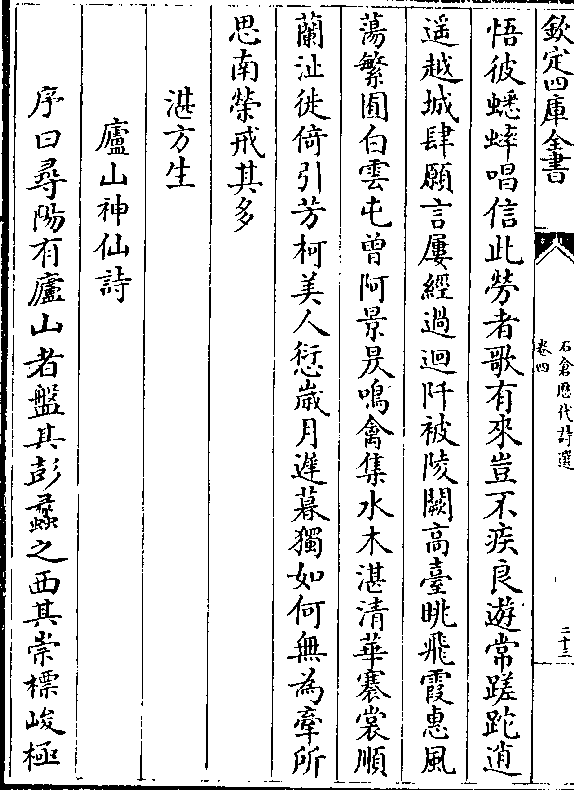 欽定四庫全書
石倉歷代詩選
卷四
二十三
悟彼蟋蟀唱信此勞者歌有來豈不疾良遊常蹉跎逍
遥越城肆願言屢經過迴阡被陵闕高臺眺飛霞惠風
蕩繁囿白雲屯曾阿景昃鳴禽集水木湛清華褰裳順
蘭沚徙倚引芳柯美人愆歳月遲暮獨如何無為牽所
思南榮戒其多
湛方生
廬山神仙詩
序曰尋陽有廬山者盤其彭蠡之西其崇標峻極